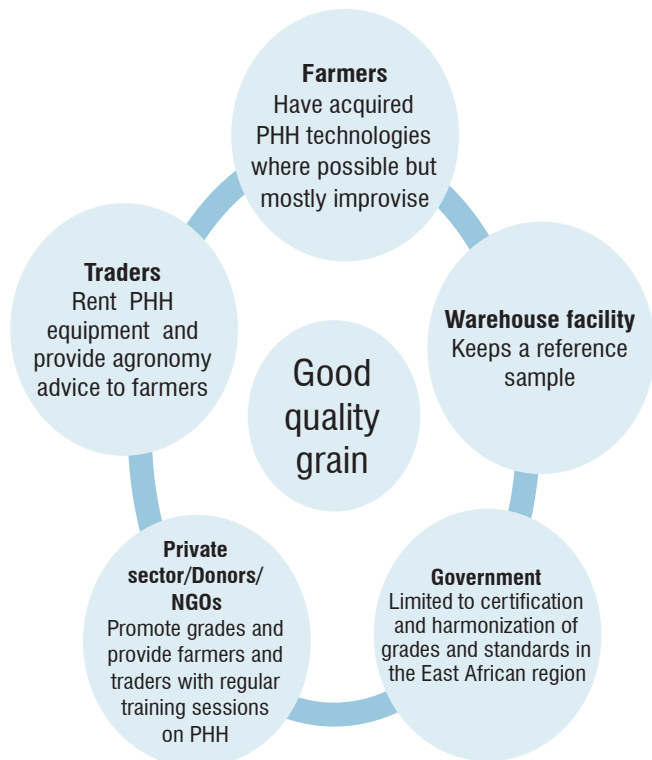 Farmers
Have acquired
PHH technologies
where possible but
mostly improvise
Traders
Rent PHH
equipment and
provide agronomy
advice to farmers
Warehouse facility
Keeps a reference
sample
Good
quality
grain
Private
sector/Donors/
NGOs
Promote grades and
provide farmers and
traders with regular
training sessions
on PHH
Government
Limited to certification
and harmonization of
grades and standards in
the East African region